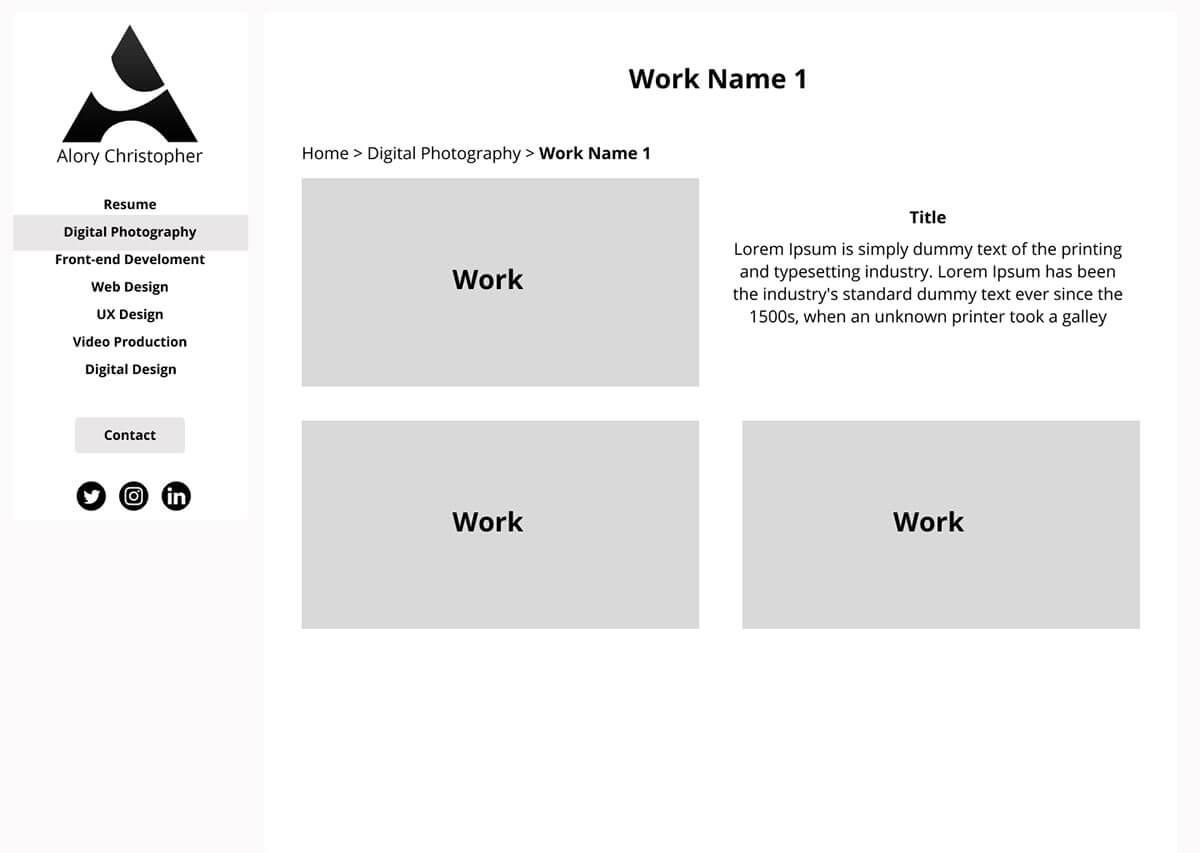 Alory Christopher
Resume
Digital Photography
Front-end Develoment
Web Design
UX Design
Video Production
Digital Design
Contact
Work Name 1
Home > Digital Photography > Work Name 1
Work
Title
Lorem Ipsum is simply dummy text of the printing
and typesetting industry. Lorem Ipsum has been
the industry's standard dummy text ever since the
1500s, when an unknown printer took a galley
Work
Work